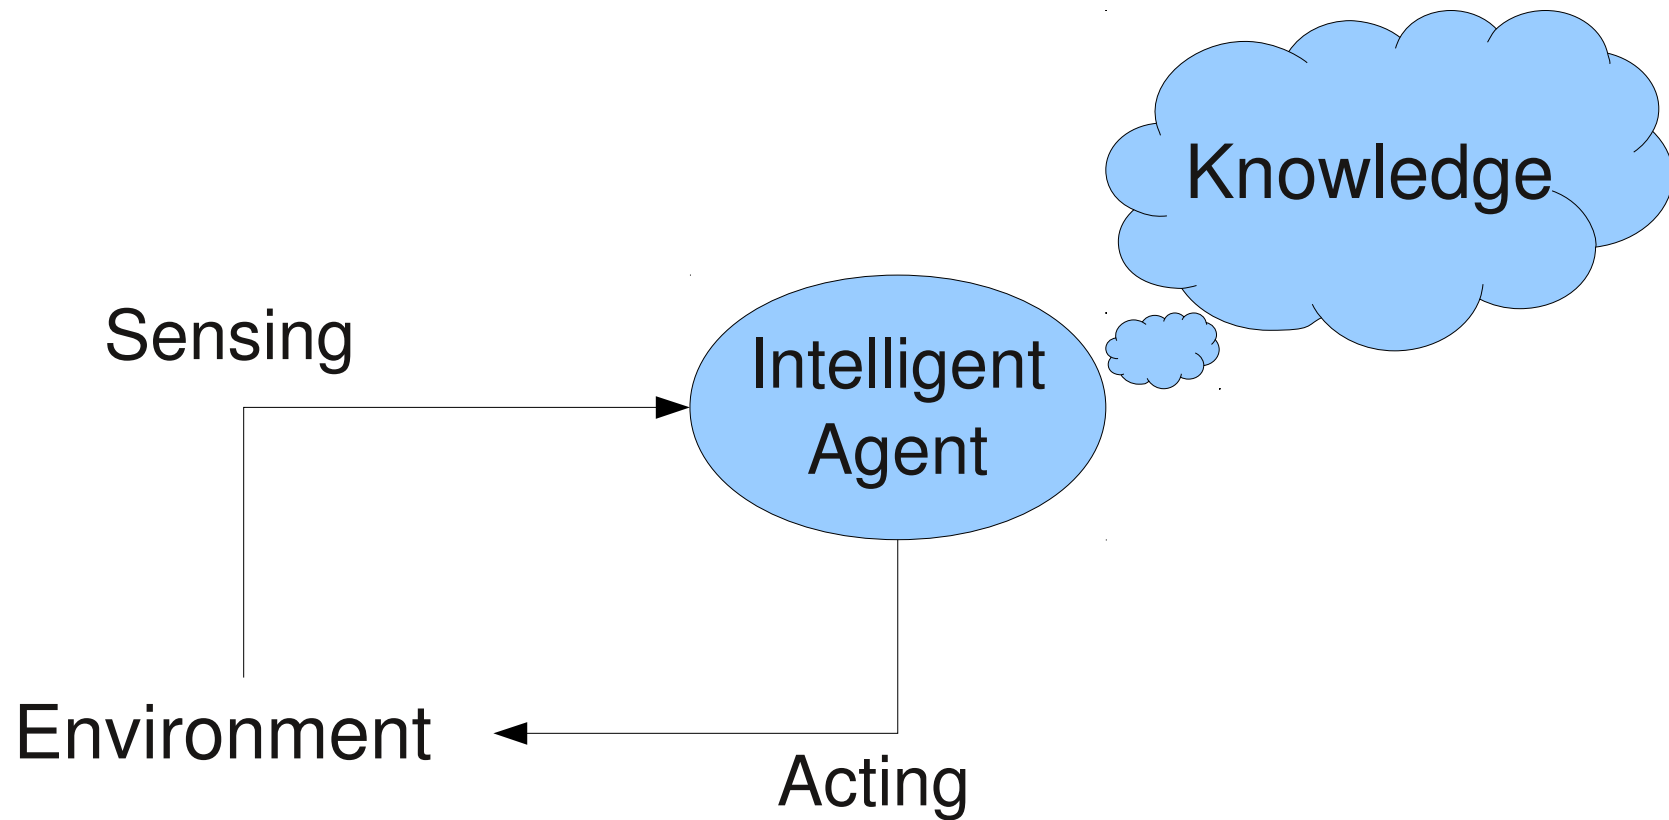 Knowledge
Sensing
Intelligent
Agent
Environment
Acting